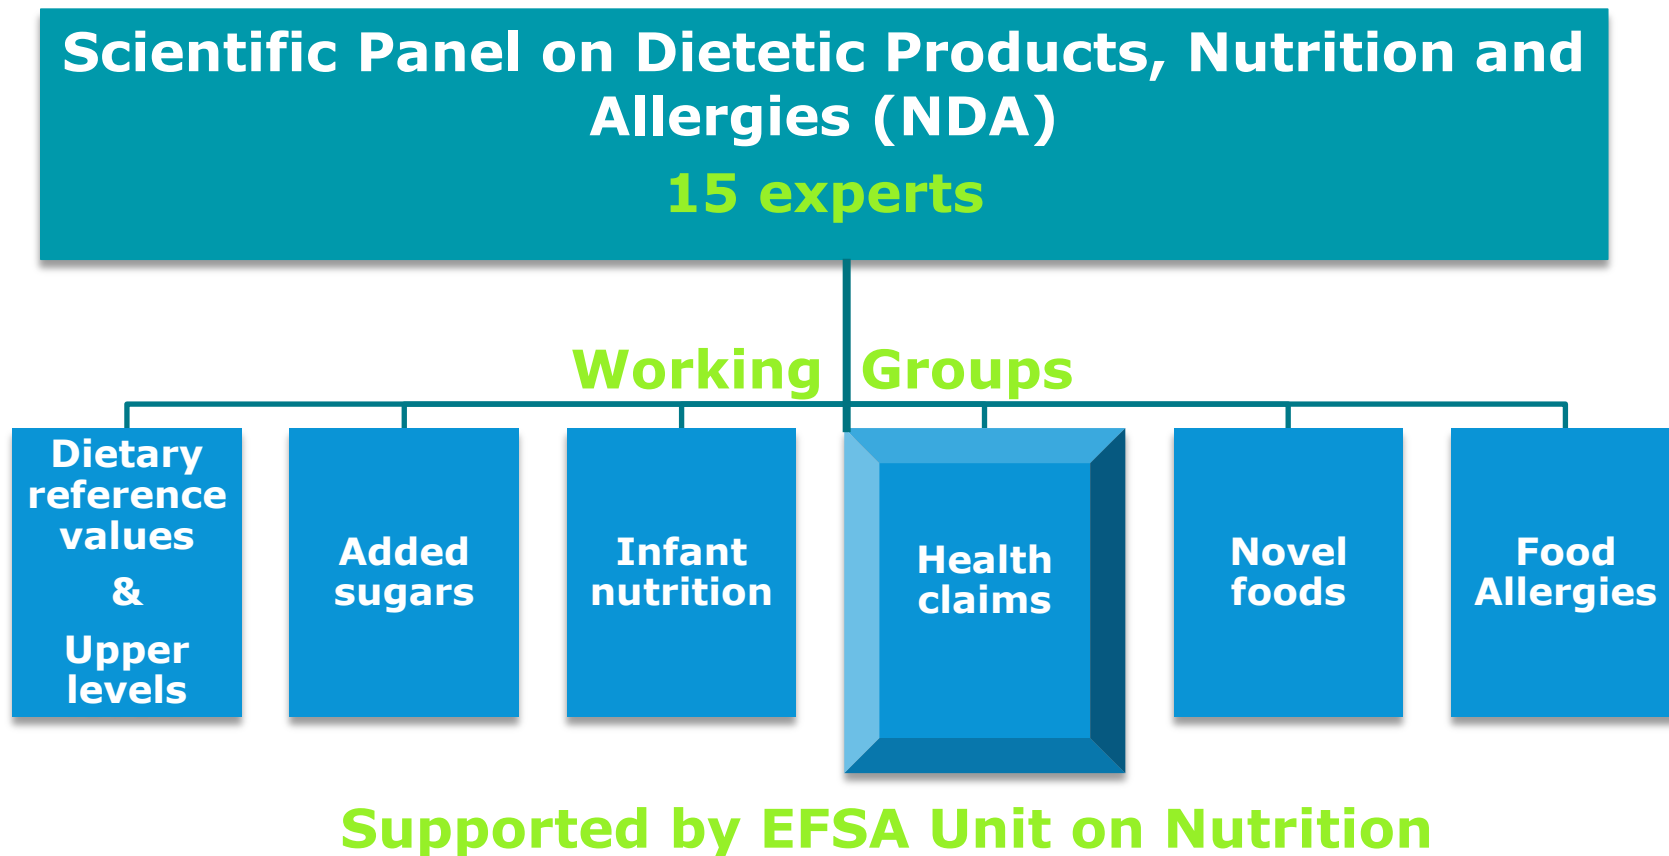 Scientific Panel on Dietetic Products, Nutrition and
Allergies (NDA)
15 experts
Working Groups
Dietary
reference
values
&
Upper
levels
Added
sugars
Infant
nutrition
Health
claims
Novel
foods
Food
Allergies
Supported by EFSA Unit on Nutrition